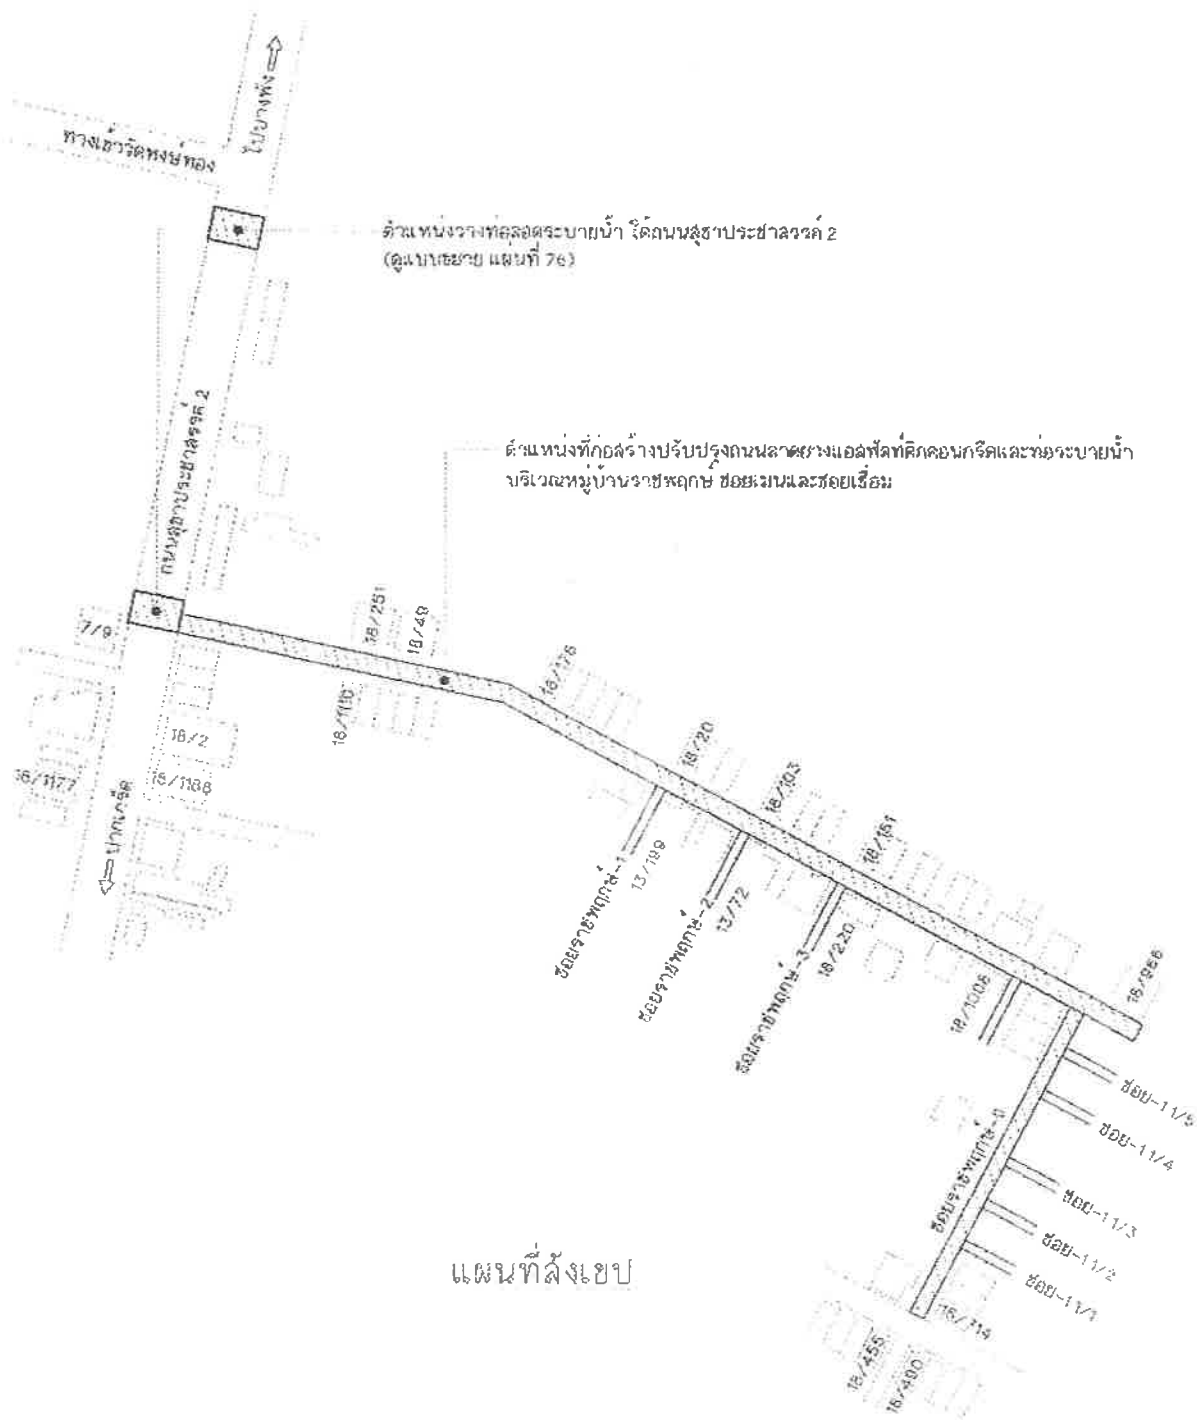 ไปบางพัง
ทางเข้าวัดหงษ์ทอง
ตำแหน่งวางท่อลอดระบายน้ำ ใต้ถนนสุขาประชาสรรค์ 2
(ดูแบบขยาย แผ่นที่ 76)
ถนนสุขาประชาสรรค์ 2
ตำแหน่งที่ก่อสร้างปรับปรุงถนนลาดยางแอสฟัลท์ติกคอนกรีตและท่อระบายน้ำ
บริเวณหมู่บ้านราชพฤกษ์ ซอยเมนและซอยเชื่อม
7/9
18/251
18/49
18/1110
18/176
18/2
18/1177
18/1188
ปากเกร็ด
18/20
18/103
18/151
ซอยราชพฤกษ์-1
13/199
ซอยราชพฤกษ์-2
13/72
ซอยราชพฤกษ์-3
18/220
18/1008
18/966
ซอย-11/5
ซอย-11/4
ซอย-11/3
ซอย-11/2
ซอย-11/1
แผนที่สังเขป
18/714
18/455
18/490